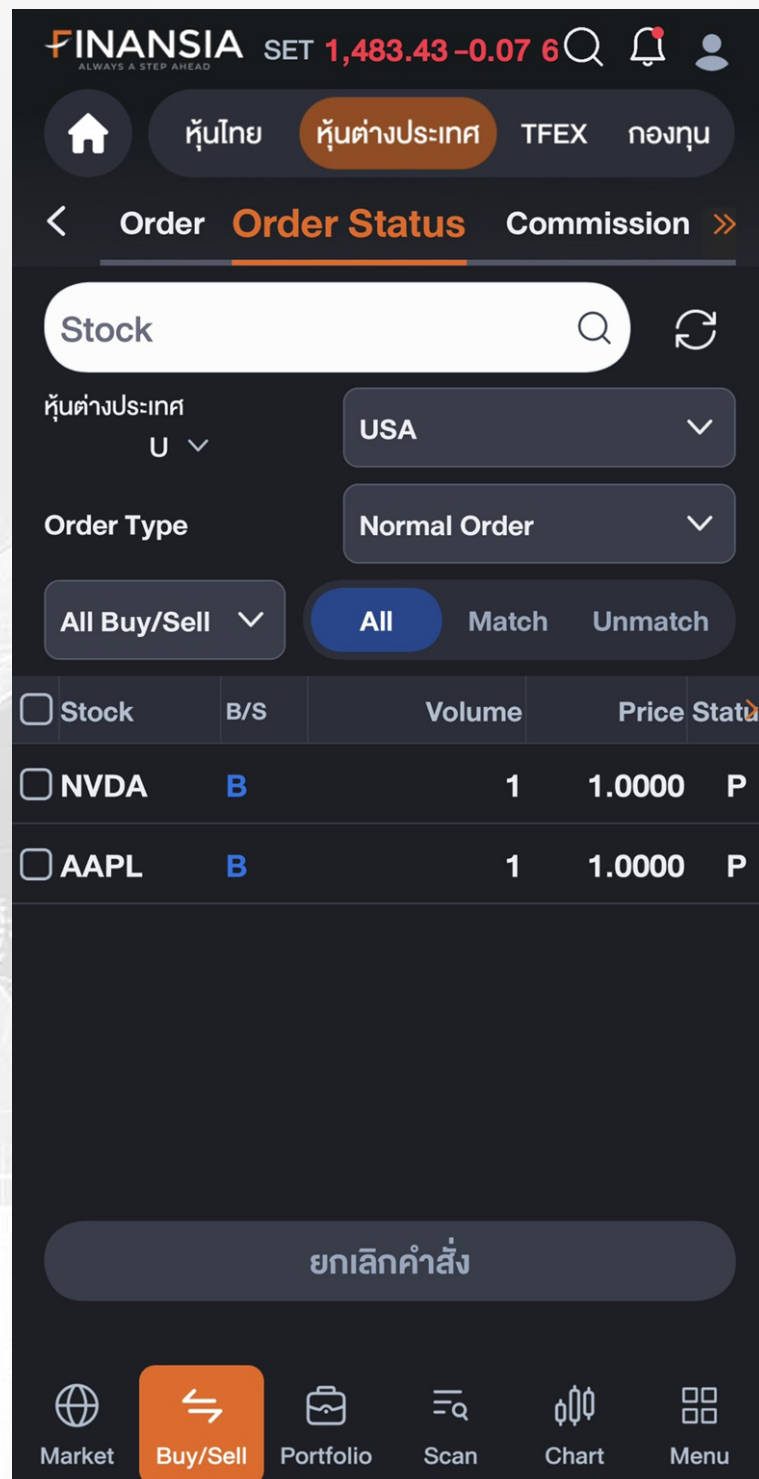 FINANSIA SET 1,483.43 -0.07 6
ALWAYS A STEP AHEAD
หุ้นไทย หุ้นต่างประเทศ TFEX กองทุน
Order Order Status Commission
Stock
หุ้นต่างประเทศ
U USA
Order Type Normal Order
All Buy/Sell All Match Unmatch
Stock B/S Volume Price Statu
NVDA B 1 1.0000 P
AAPL B 1 1.0000 P
ยกเลิกคำสั่ง
Market Buy/Sell Portfolio Scan Chart Menu